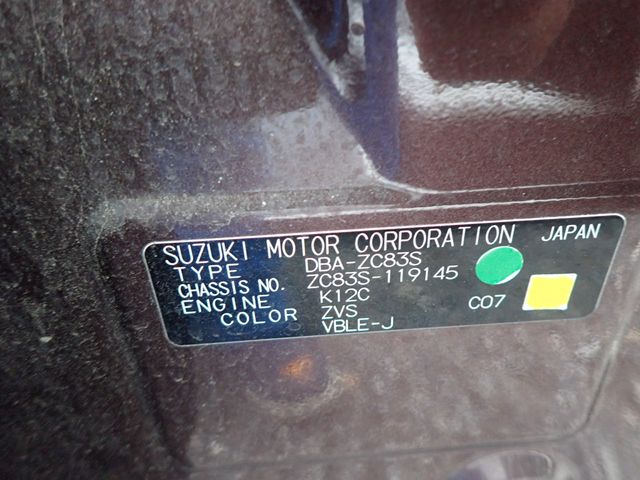 SUZUKI MOTOR CORPORATION JAPAN
TYPE DBA-ZC83S
CHASSIS NO. ZC83S-119145
ENGINE K12C
COLOR ZVS C07
VBLE-J